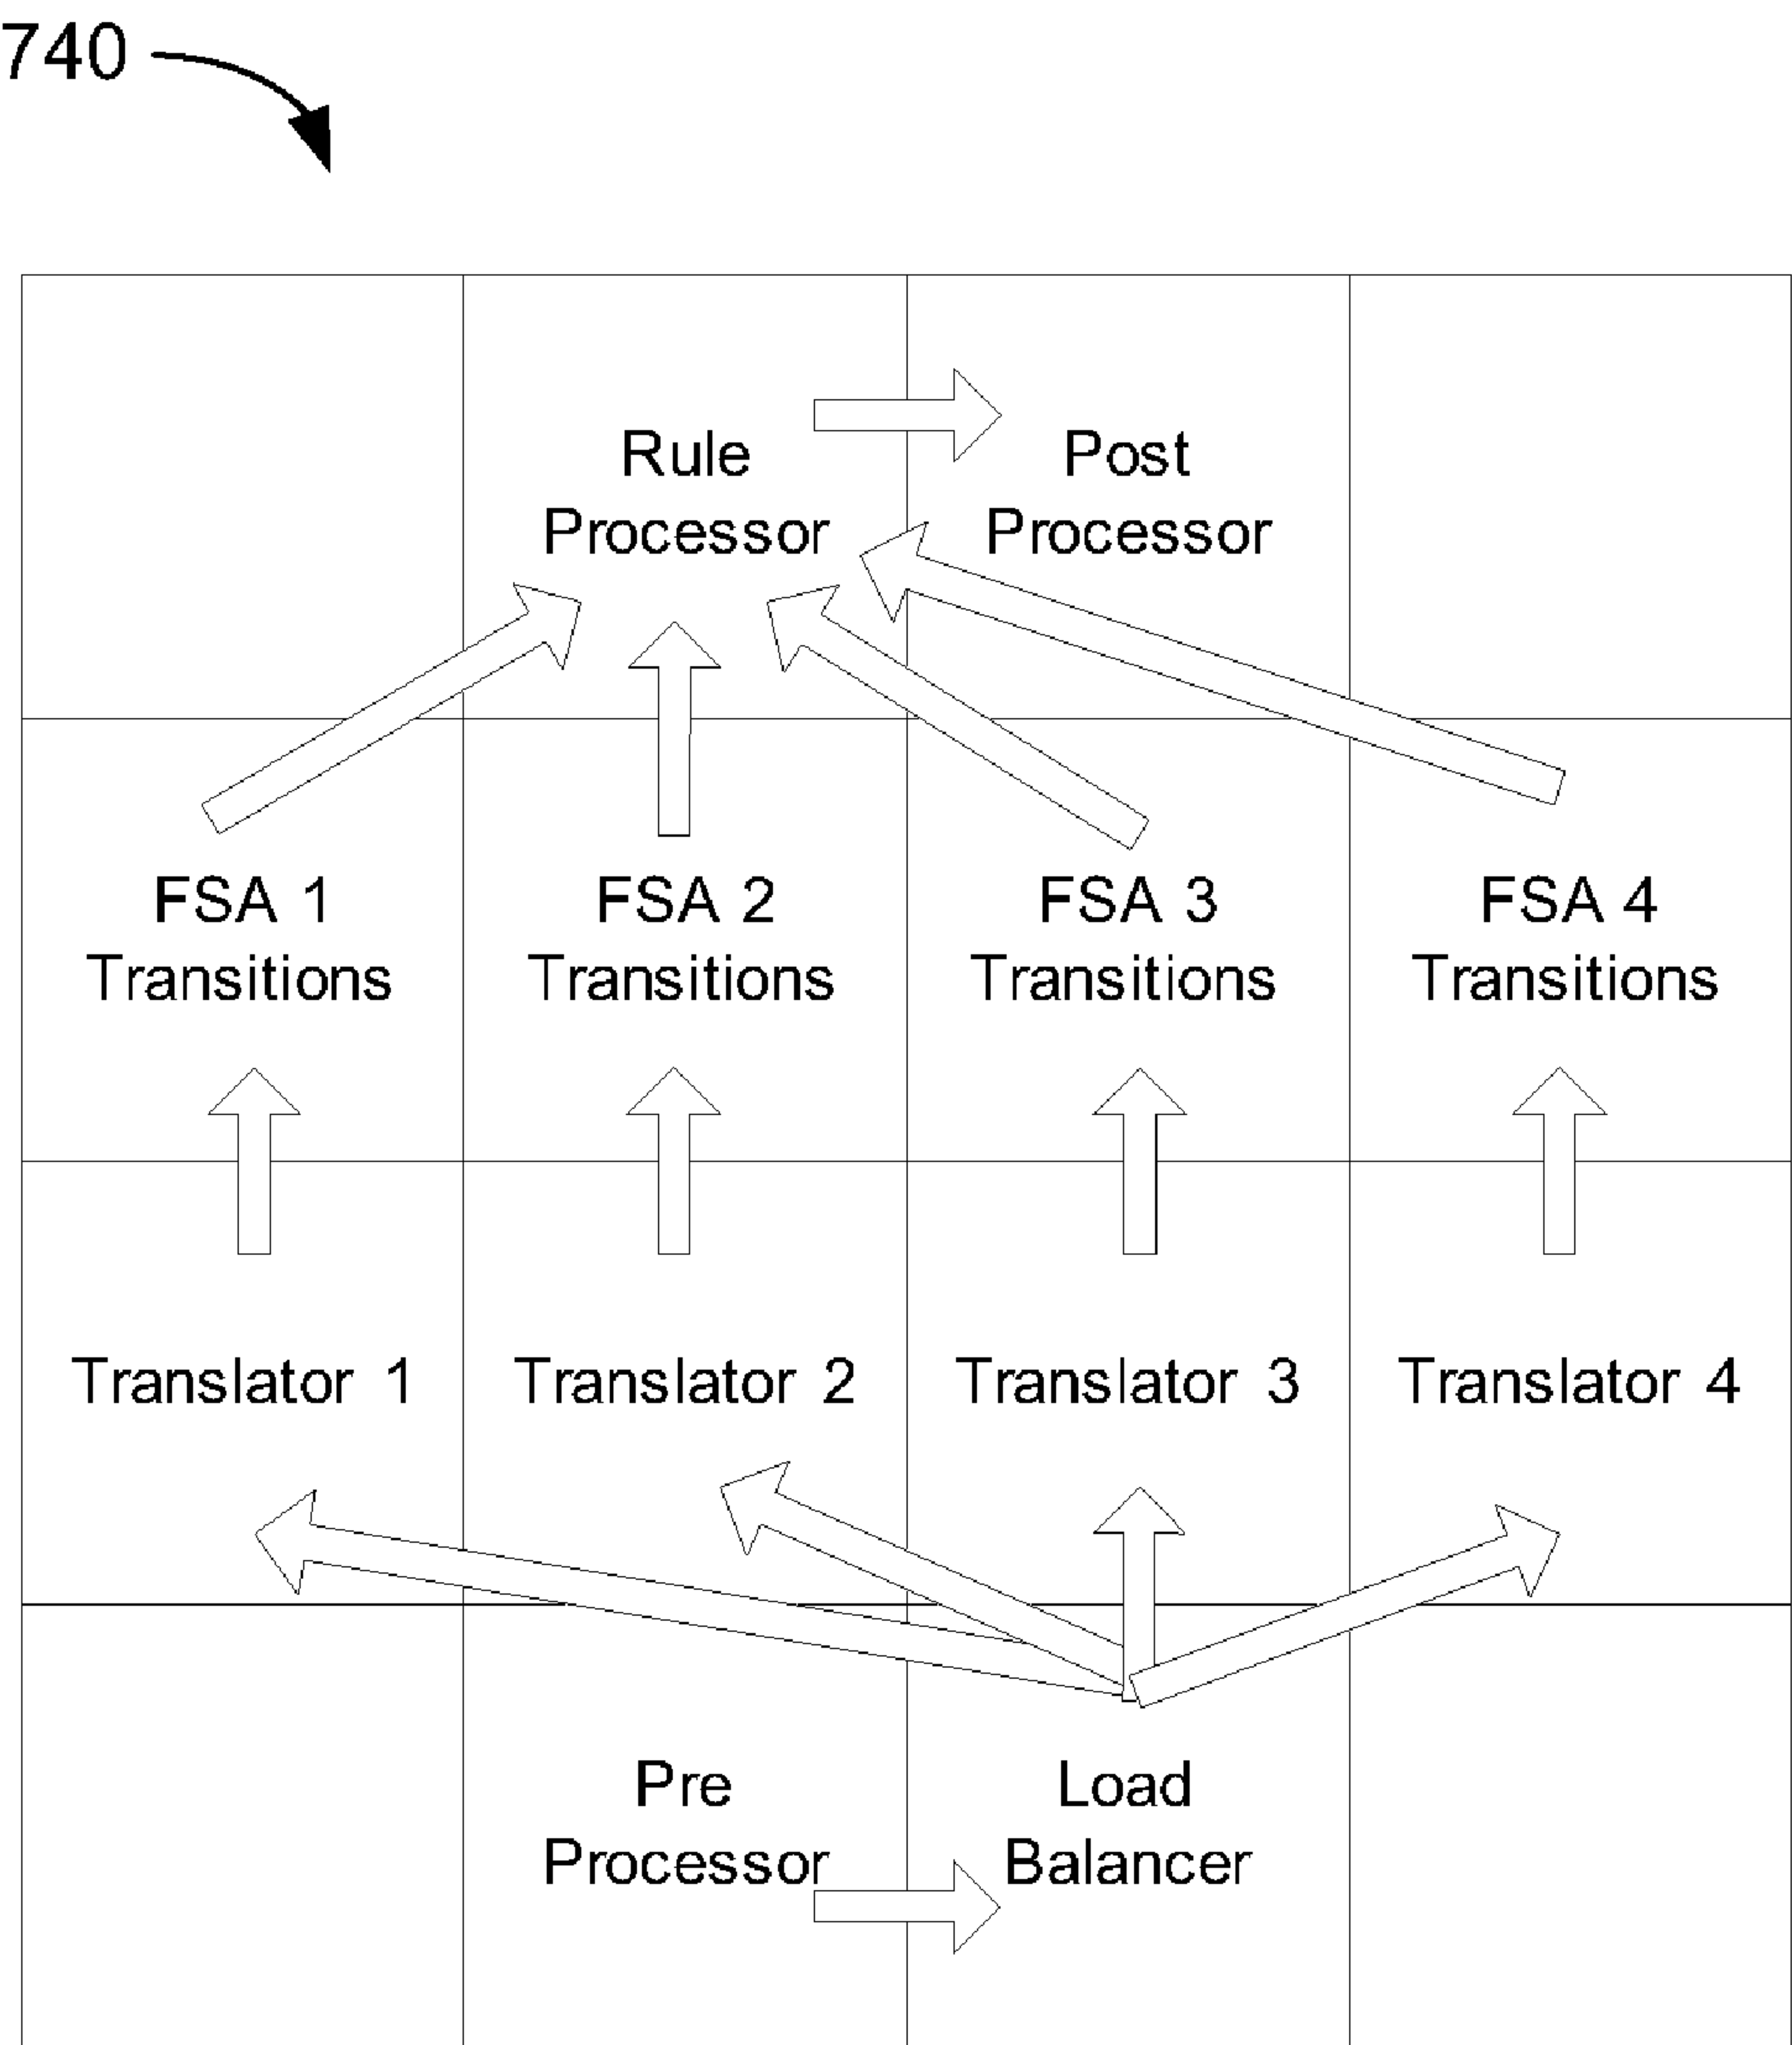 740
Rule
Processor
Post
Processor
FSA 1
Transitions
FSA 2
Transitions
FSA 3
Transitions
FSA 4
Transitions
Translator 1
Translator 2
Translator 3
Translator 4
Pre
Processor
Load
Balancer